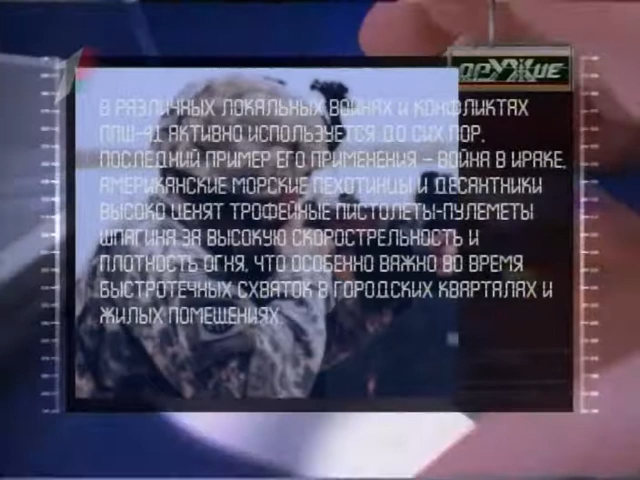 ОРУЖИЕ
В РАЗЛИЧНЫХ ЛОКАЛЬНЫХ ВОЙНАХ И КОНФЛИКТАХ
ППШ-41 АКТИВНО ИСПОЛЬЗУЕТСЯ ДО СИХ ПОР.
ПОСЛЕДНИЙ ПРИМЕР ЕГО ПРИМЕНЕНИЯ – ВОЙНА В ИРАКЕ.
АМЕРИКАНСКИЕ МОРСКИЕ ПЕХОТИНЦЫ И ДЕСАНТНИКИ
ВЫСОКО ЦЕНЯТ ТРОФЕЙНЫЕ ПИСТОЛЕТЫ-ПУЛЕМЕТЫ
ШПАГИНА ЗА ВЫСОКУЮ СКОРОСТРЕЛЬНОСТЬ И
ПЛОТНОСТЬ ОГНЯ, ЧТО ОСОБЕННО ВАЖНО ВО ВРЕМЯ
БЫСТРОТЕЧНЫХ СХВАТОК В ГОРОДСКИХ КВАРТАЛАХ И
ЖИЛЫХ ПОМЕЩЕНИЯХ.